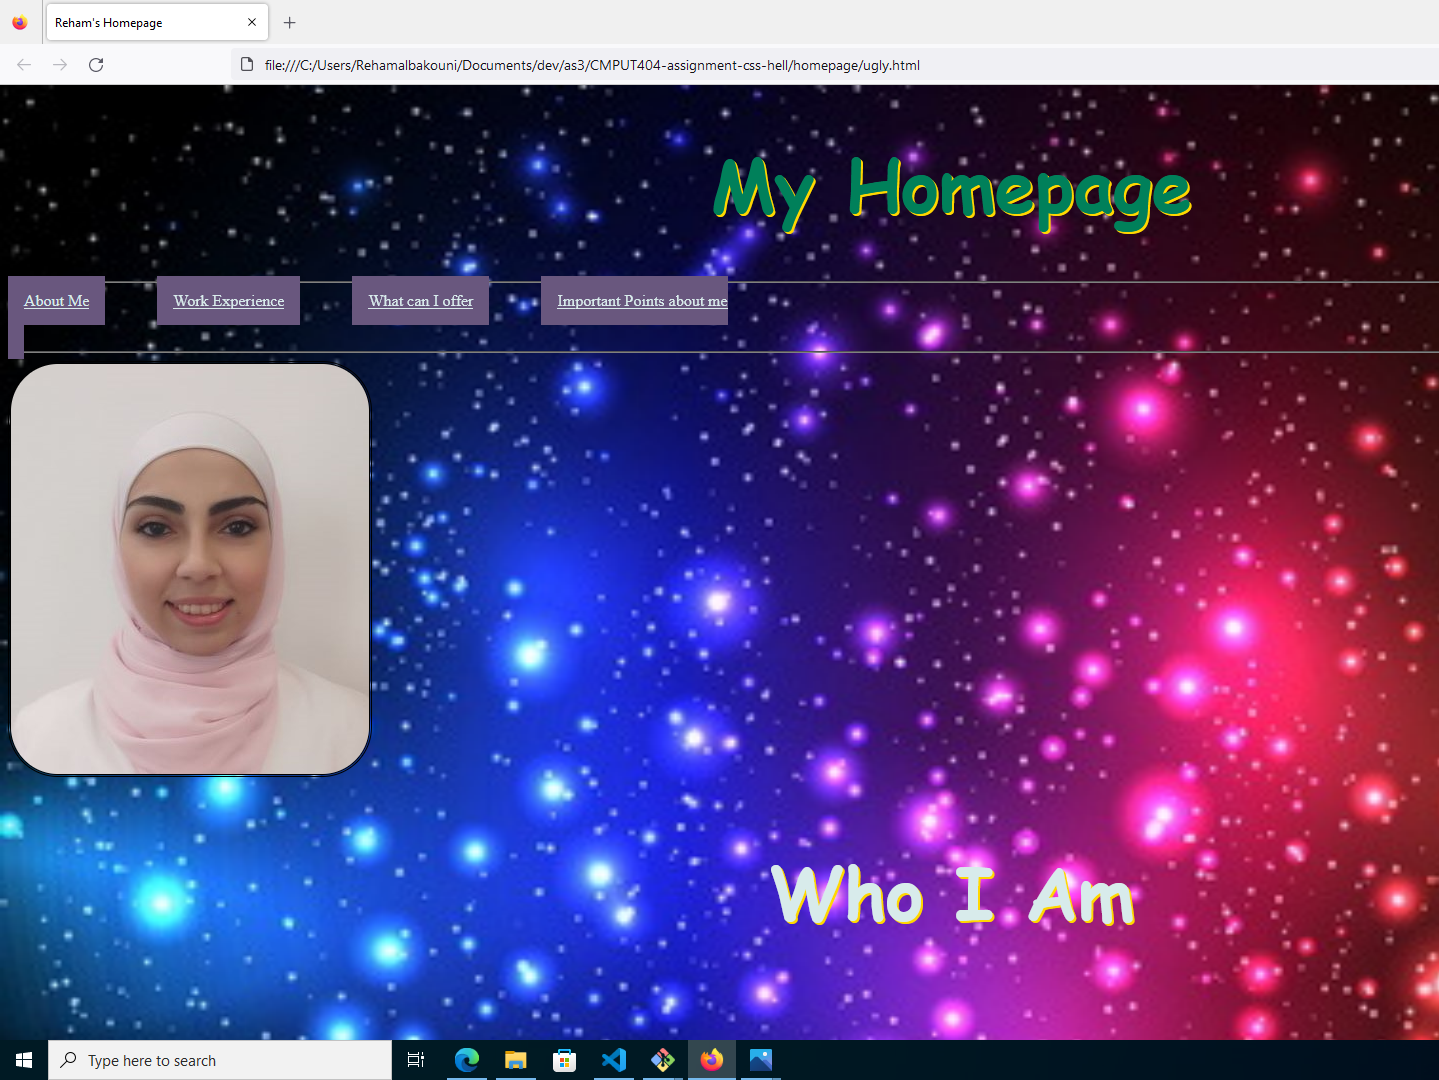 Reham's Homepage
file:///C:/Users/Rehamalbakouni/Documents/dev/as3/CMPUT404-assignment-css-hell/homepage/ugly.html
My Homepage
About Me Work Experience What can I offer Important Points about me
Who I Am
Type here to search